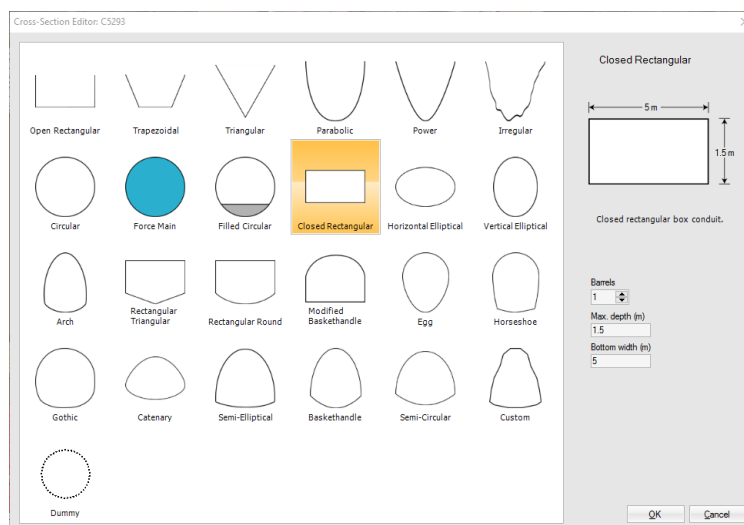 Cross-Section Editor: C5293
Open Rectangular
Trapezoidal
Triangular
Parabolic
Power
Irregular
Circular
Force Main
Filled Circular
Closed Rectangular
Horizontal Elliptical
Vertical Elliptical
Arch
Rectangular
Triangular
Rectangular Round
Modified
Baskethandle
Egg
Horseshoe
Gothic
Catenary
Semi-Elliptical
Baskethandle
Semi-Circular
Custom
Dummy
Closed Rectangular
5 m
1.5 m
Closed rectangular box conduit.
Barrels
1
Max. depth (m)
1.5
Bottom width (m)
5
OK
Cancel